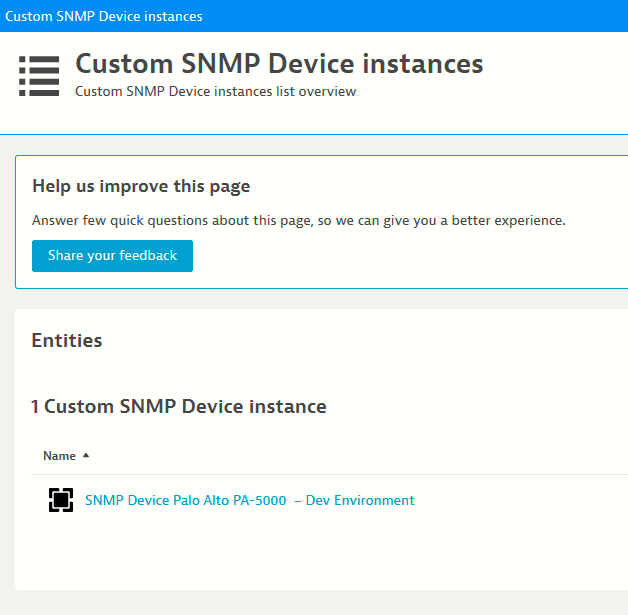 Custom SNMP Device instances
Custom SNMP Device instances
Custom SNMP Device instances list overview
Help us improve this page
Answer few quick questions about this page, so we can give you a better experience.
Share your feedback
Entities
1 Custom SNMP Device instance
Name
SNMP Device Palo Alto PA-5000 – Dev Environment